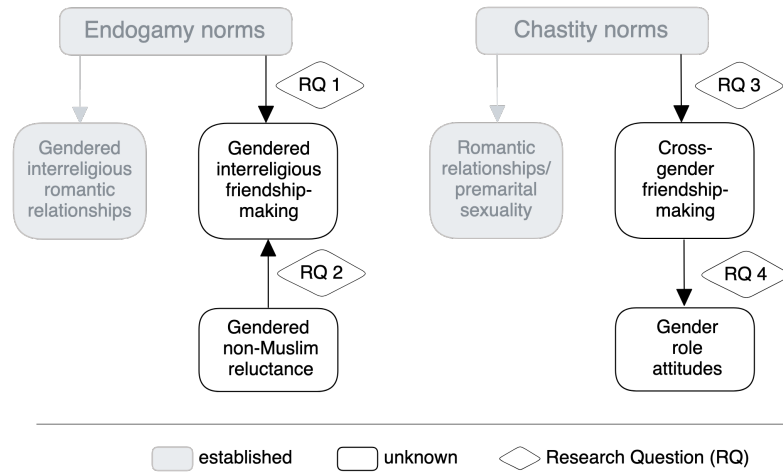 Endogamy norms
Chastity norms
RQ 1
RQ 3
Gendered
interreligious
romantic
relationships
Gendered
interreligious
friendship-
making
Romantic
relationships/
premarital
sexuality
Cross-
gender
friendship-
making
RQ 2
RQ 4
Gendered
non-Muslim
reluctance
Gender
role
attitudes
established
unknown
Research Question (RQ)